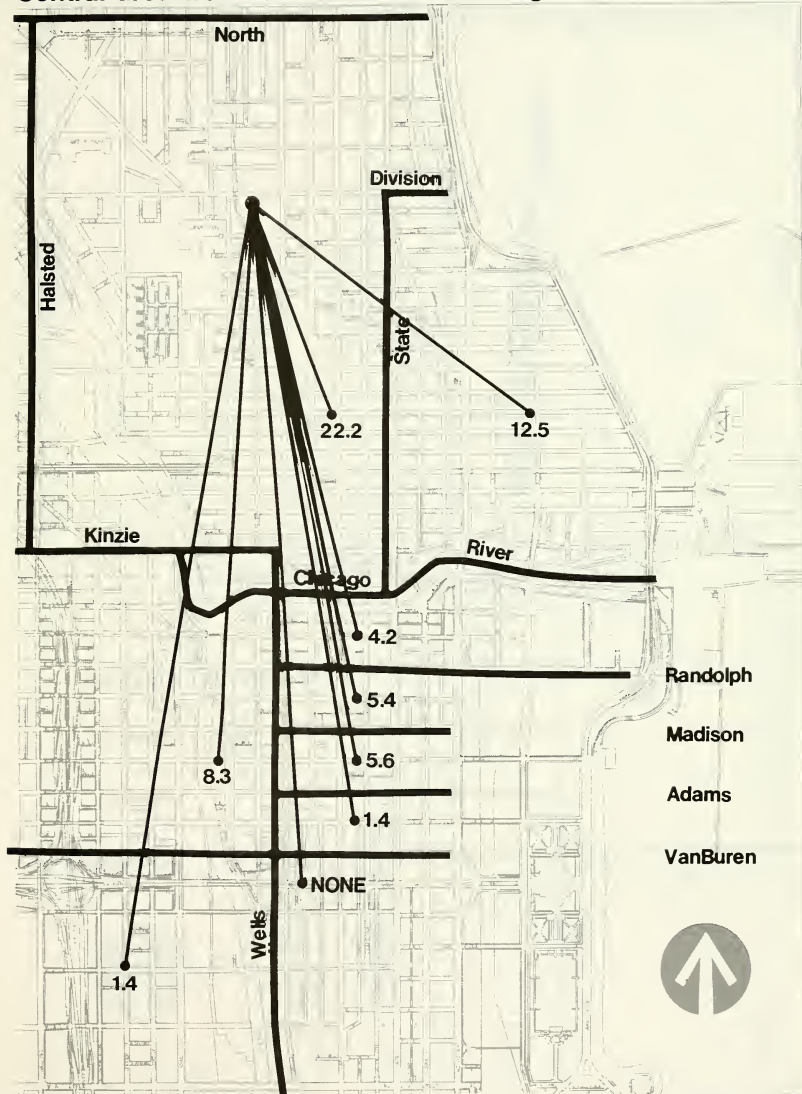 North
Division
Halsted
State
22.2
12.5
Kinzie
River
Chicago
4.2
Randolph
5.4
Madison
5.6
8.3
Adams
1.4
VanBuren
NONE
Wells
1.4